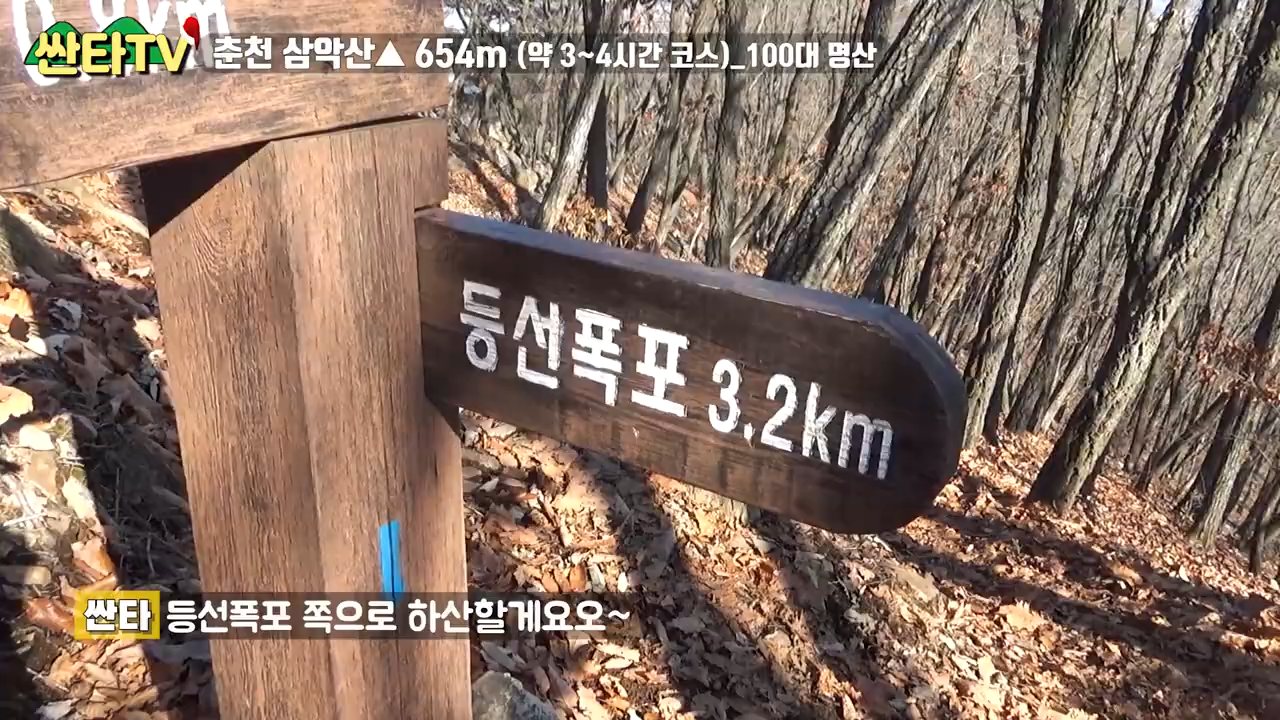 싼타TV
춘천 삼악산▲ 654m (약 3~4시간 코스)_100대 명산
등선폭포 3.2km
싼타 등선폭포 쪽으로 하산할게요오~